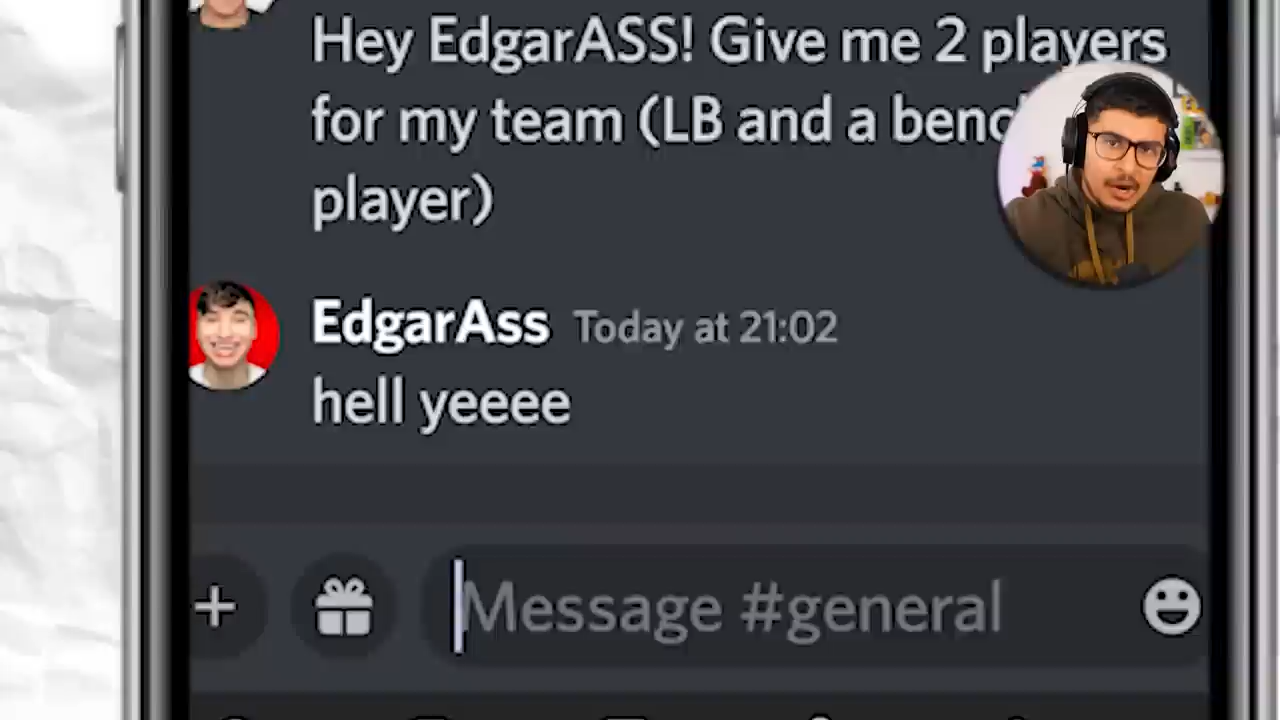 Hey EdgarASS! Give me 2 players
for my team (LB and a benc
player)
EdgarAss Today at 21:02
hell yeeee
Message #general